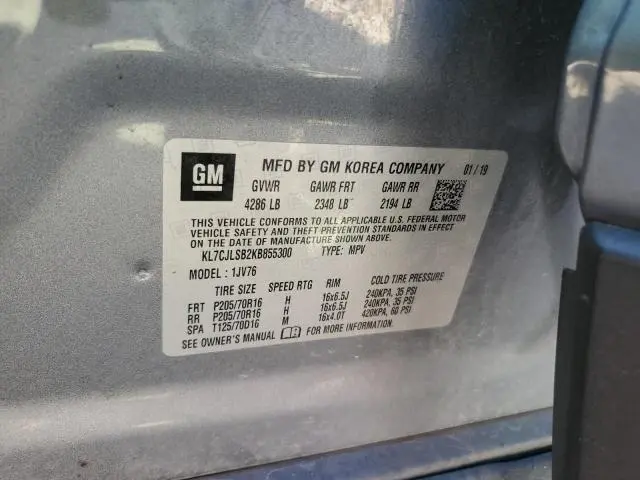 GM MFD BY GM KOREA COMPANY 01/19
GVWR GAWR FRT GAWR RR
4286 LB 2348 LB 2194 LB
THIS VEHICLE CONFORMS TO ALL APPLICABLE U.S. FEDERAL MOTOR
VEHICLE SAFETY AND THEFT PREVENTION STANDARDS IN EFFECT
ON THE DATE OF MANUFACTURE SHOWN ABOVE.
KL7CJLSB2KB855300 TYPE: MPV
MODEL : 1JV76
TIRE SIZE SPEED RTG RIM COLD TIRE PRESSURE
FRT P205/70R16 H 16x6.5J 240KPA, 35 PSI
RR P205/70R16 H 16x6.5J 240KPA, 35 PSI
SPA T125/70D16 M 16x4.0T 420KPA, 60 PSI
SEE OWNER'S MANUAL FOR MORE INFORMATION.